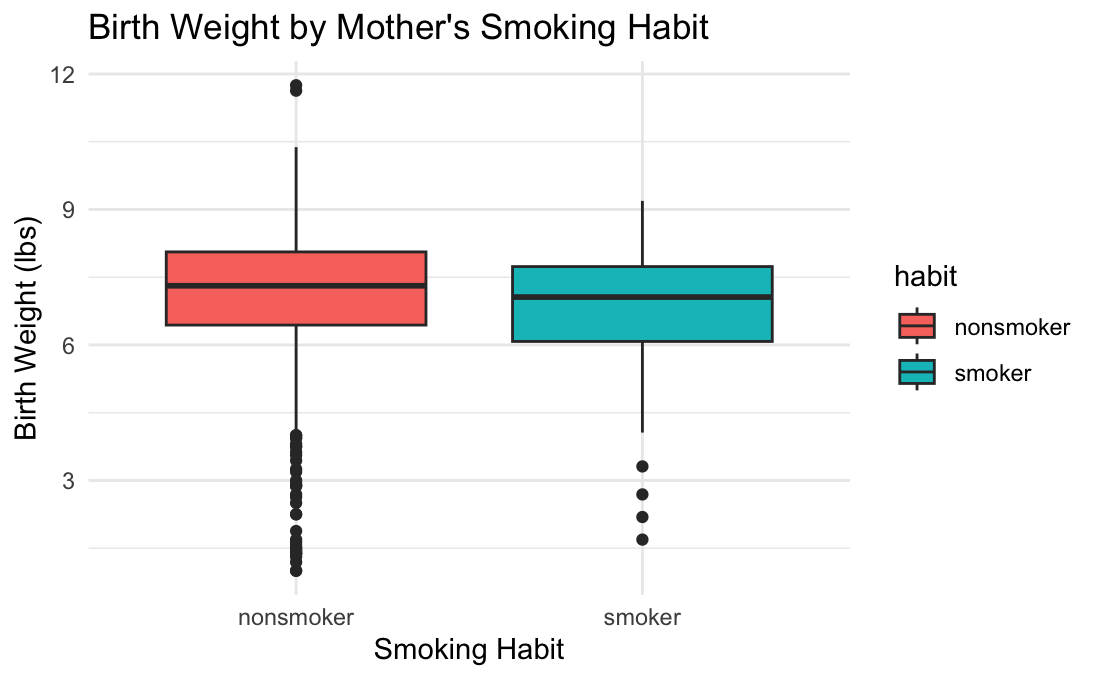 Birth Weight by Mother's Smoking Habit
Birth Weight (lbs)
12
9
6
3
nonsmoker
smoker
Smoking Habit
habit
nonsmoker
smoker